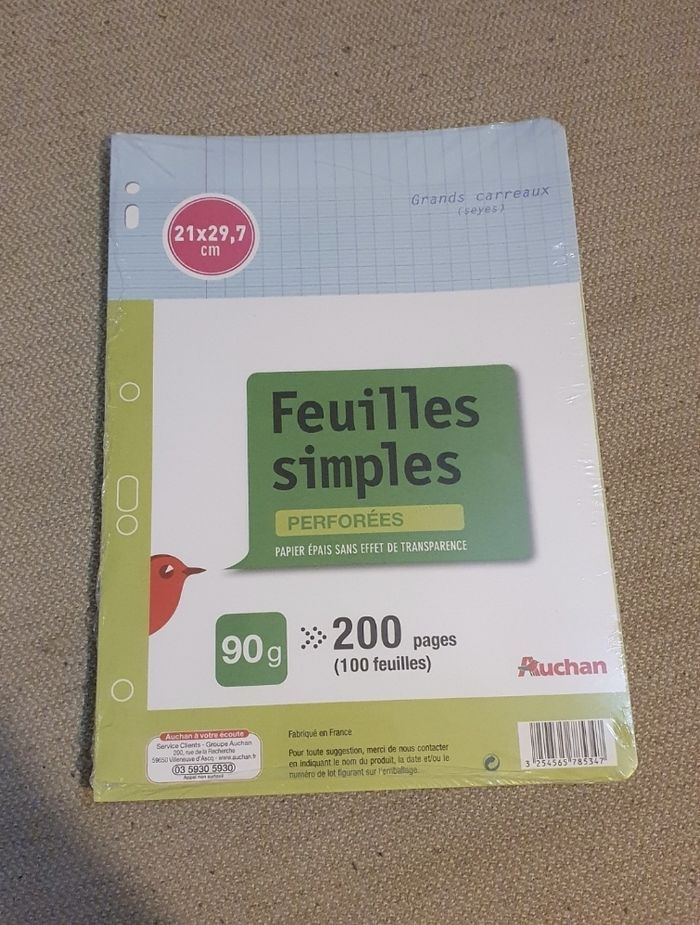 Grands carreaux
(seyes)
21x29,7
cm
Feuilles
simples
PERFORÉES
PAPIER ÉPAIS SANS EFFET DE TRANSPARENCE
90g
200 pages
(100 feuilles)
Auchan
Auchan à votre écoute
Service Clients - Groupe Auchan
200, rue de la Recherche
59650 Villeneuve d'Ascq - www.auchan.fr
03 5930 5930
Appel non surtaxé
Fabriqué en France
Pour toute suggestion, merci de nous contacter
en indiquant le nom du produit, la date et/ou le
numéro de lot figurant sur l'emballage.
3 254565 785347